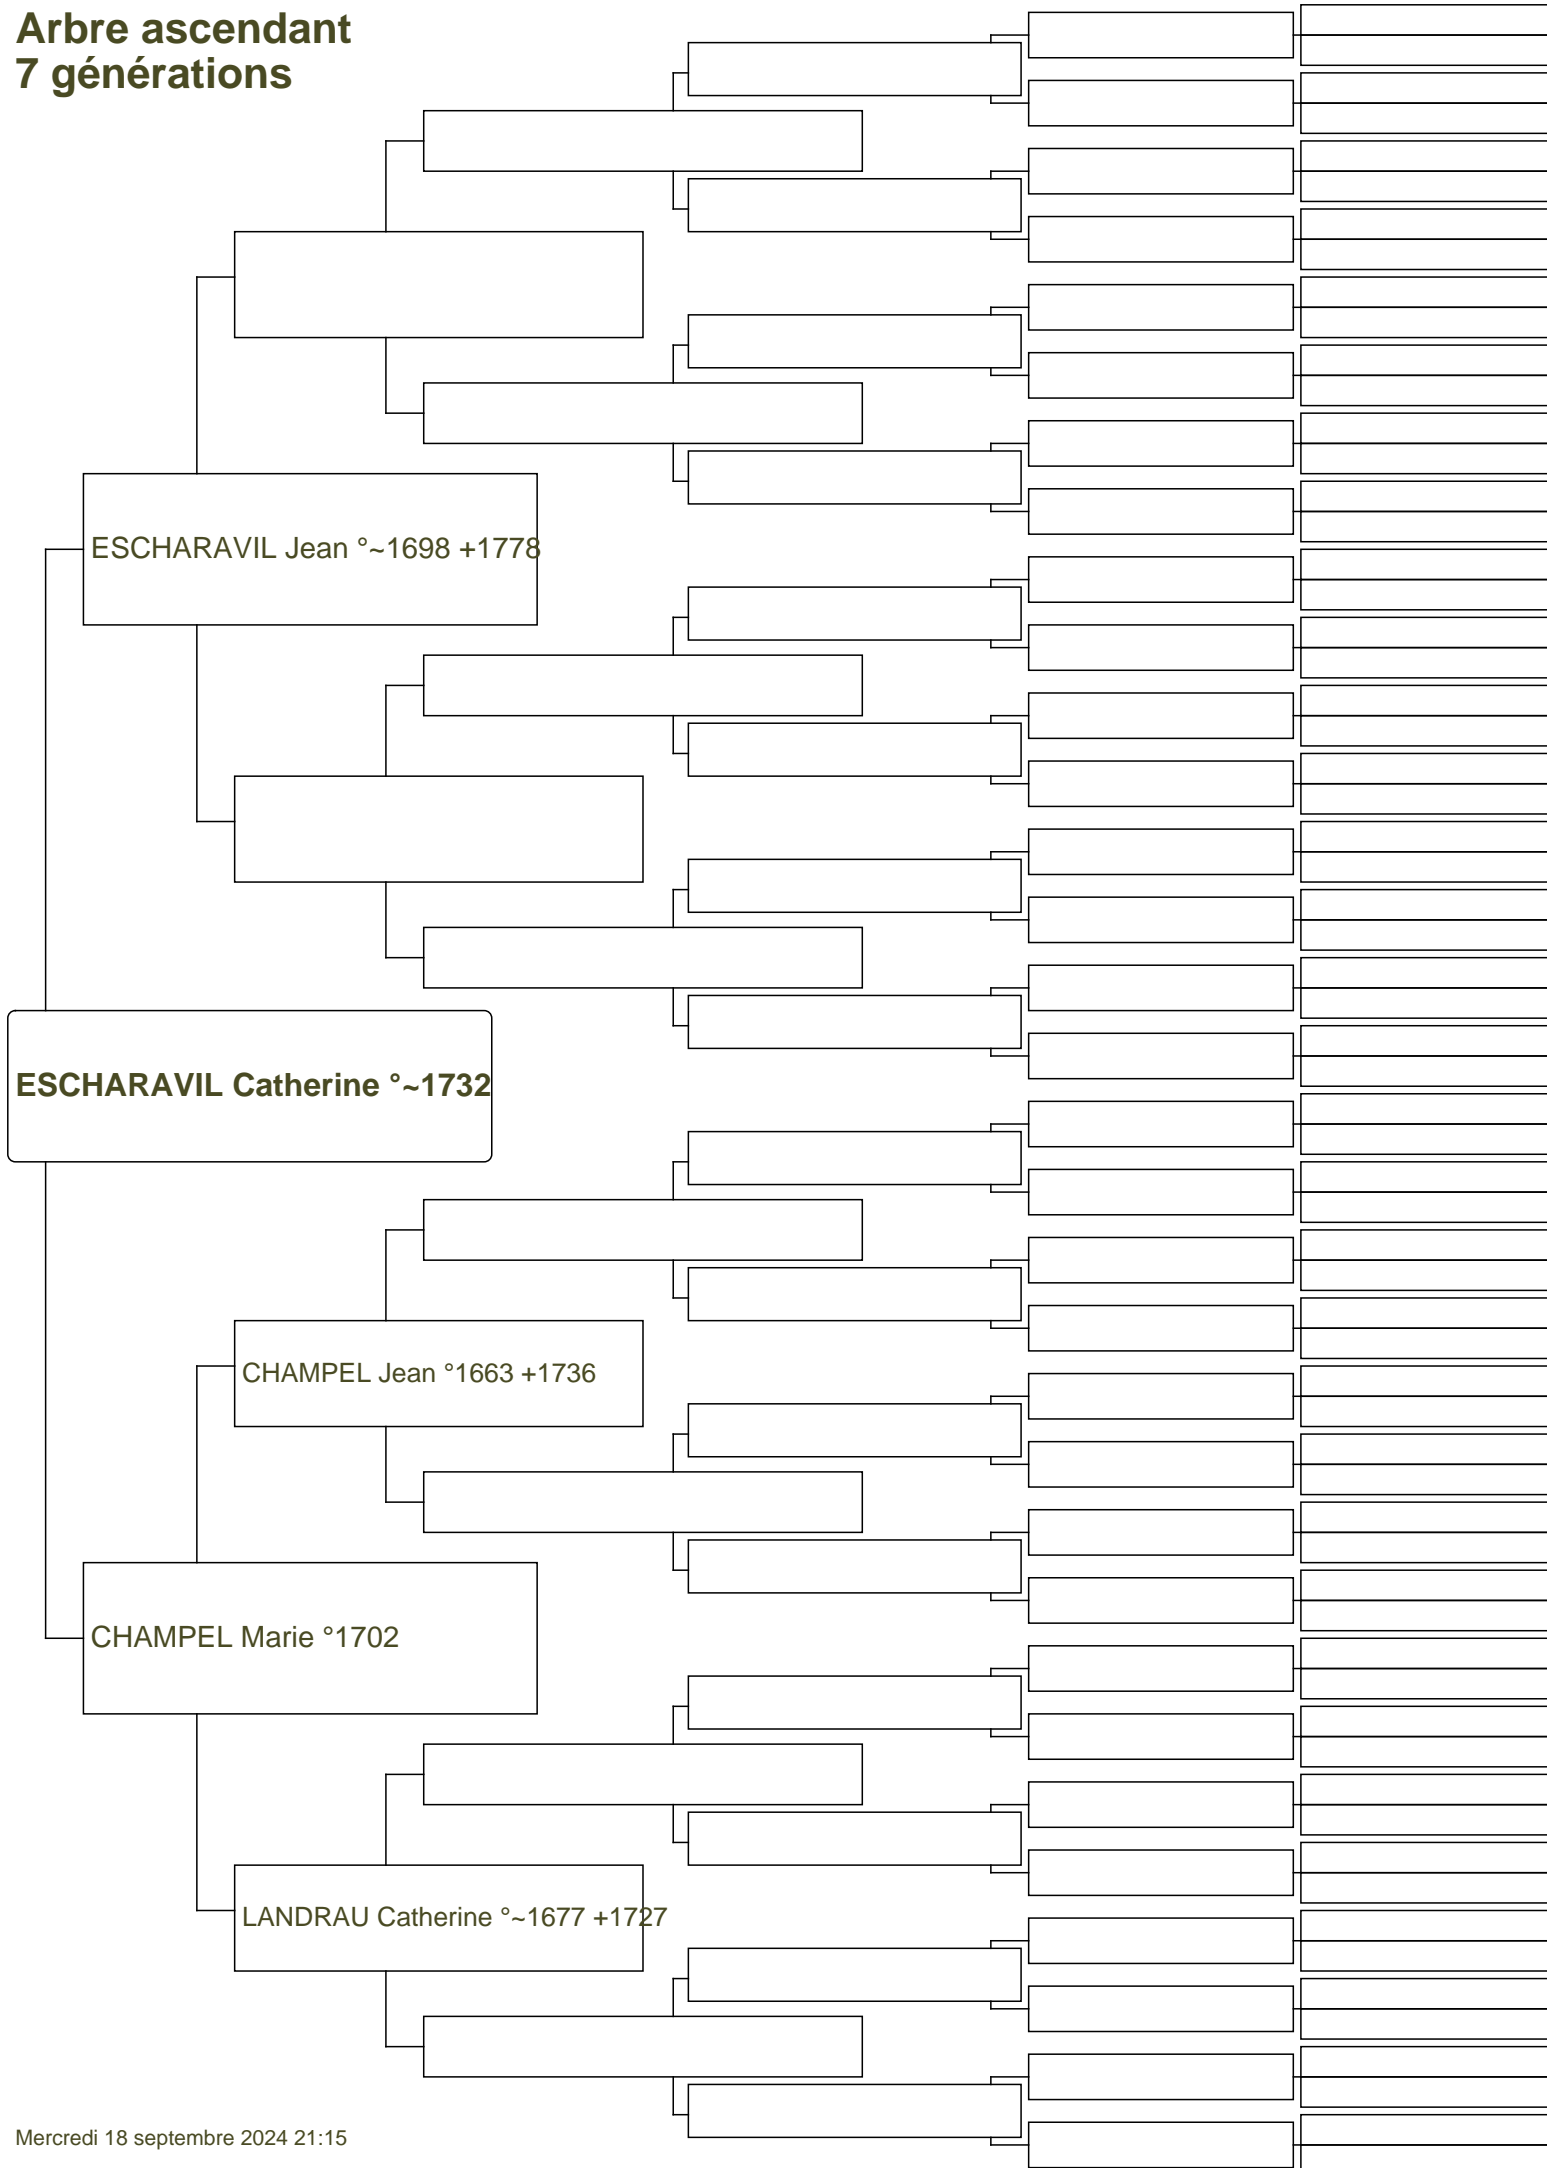 Arbre ascendant
7 générations
ESCHARAVIL Jean °~1698 +1778
ESCHARAVIL Catherine °~1732
CHAMPEL Jean °1663 +1736
CHAMPEL Marie °1702
LANDRAU Catherine °~1677 +1727
Mercredi 18 septembre 2024 21:15